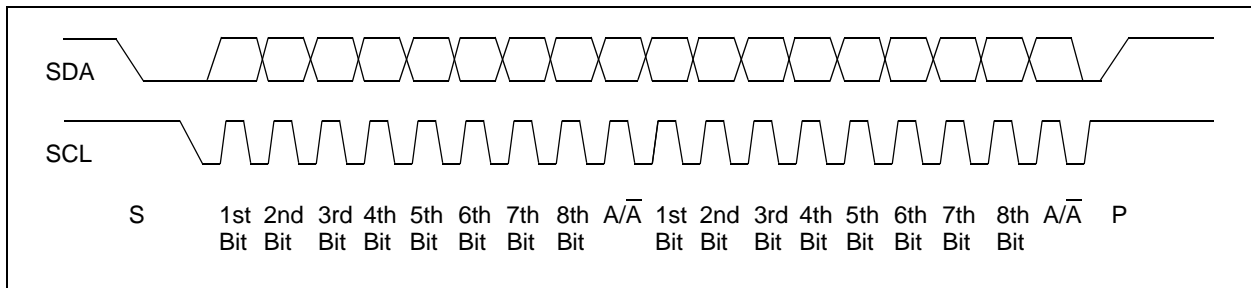 SDA
SCL
S 1st 2nd 3rd 4th 5th 6th 7th 8th A/A̅ 1st 2nd 3rd 4th 5th 6th 7th 8th A/A̅ P
Bit Bit Bit Bit Bit Bit Bit Bit Bit Bit Bit Bit Bit Bit Bit Bit